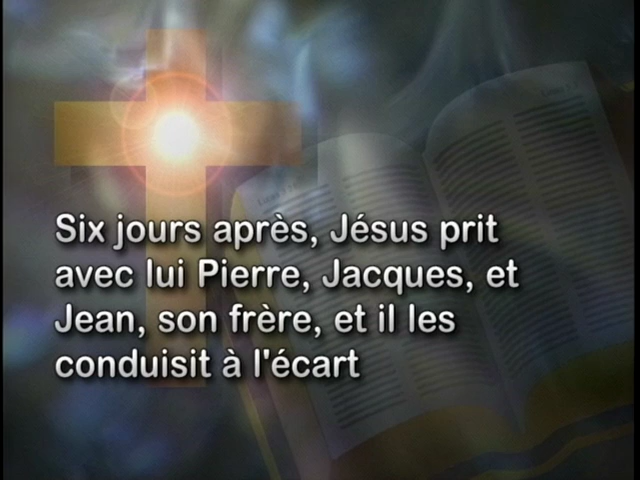 Six jours après, Jésus prit
avec lui Pierre, Jacques, et
Jean, son frère, et il les
conduisit à l'écart